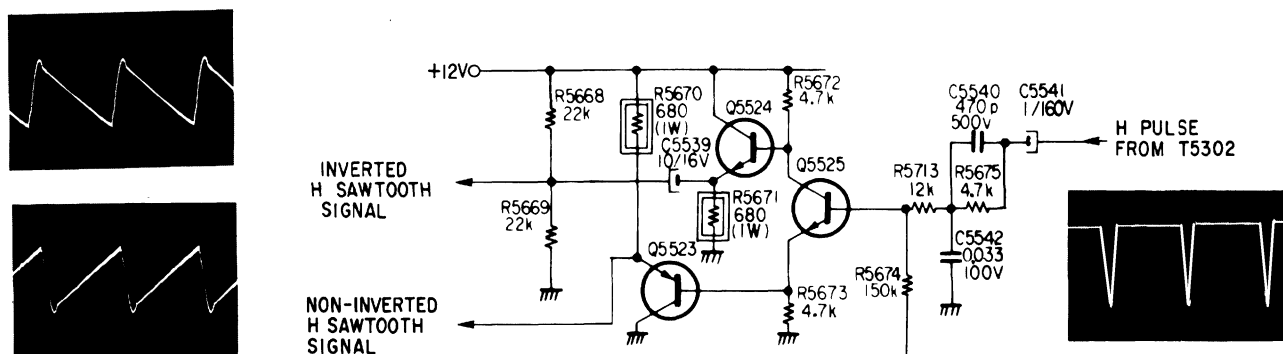 +12V
R5668
22k
R5670
680
(1W)
C5539
10/16V
Q5524
R5672
4.7k
C5540
470p
500V
C5541
1/160V
H PULSE
FROM T5302
INVERTED
H SAWTOOTH
SIGNAL
R5669
22k
R5671
680
(1W)
Q5525
R5713
12k
R5675
4.7k
Q5523
C5542
0.033
100V
R5674
150k
R5673
4.7k
NON-INVERTED
H SAWTOOTH
SIGNAL